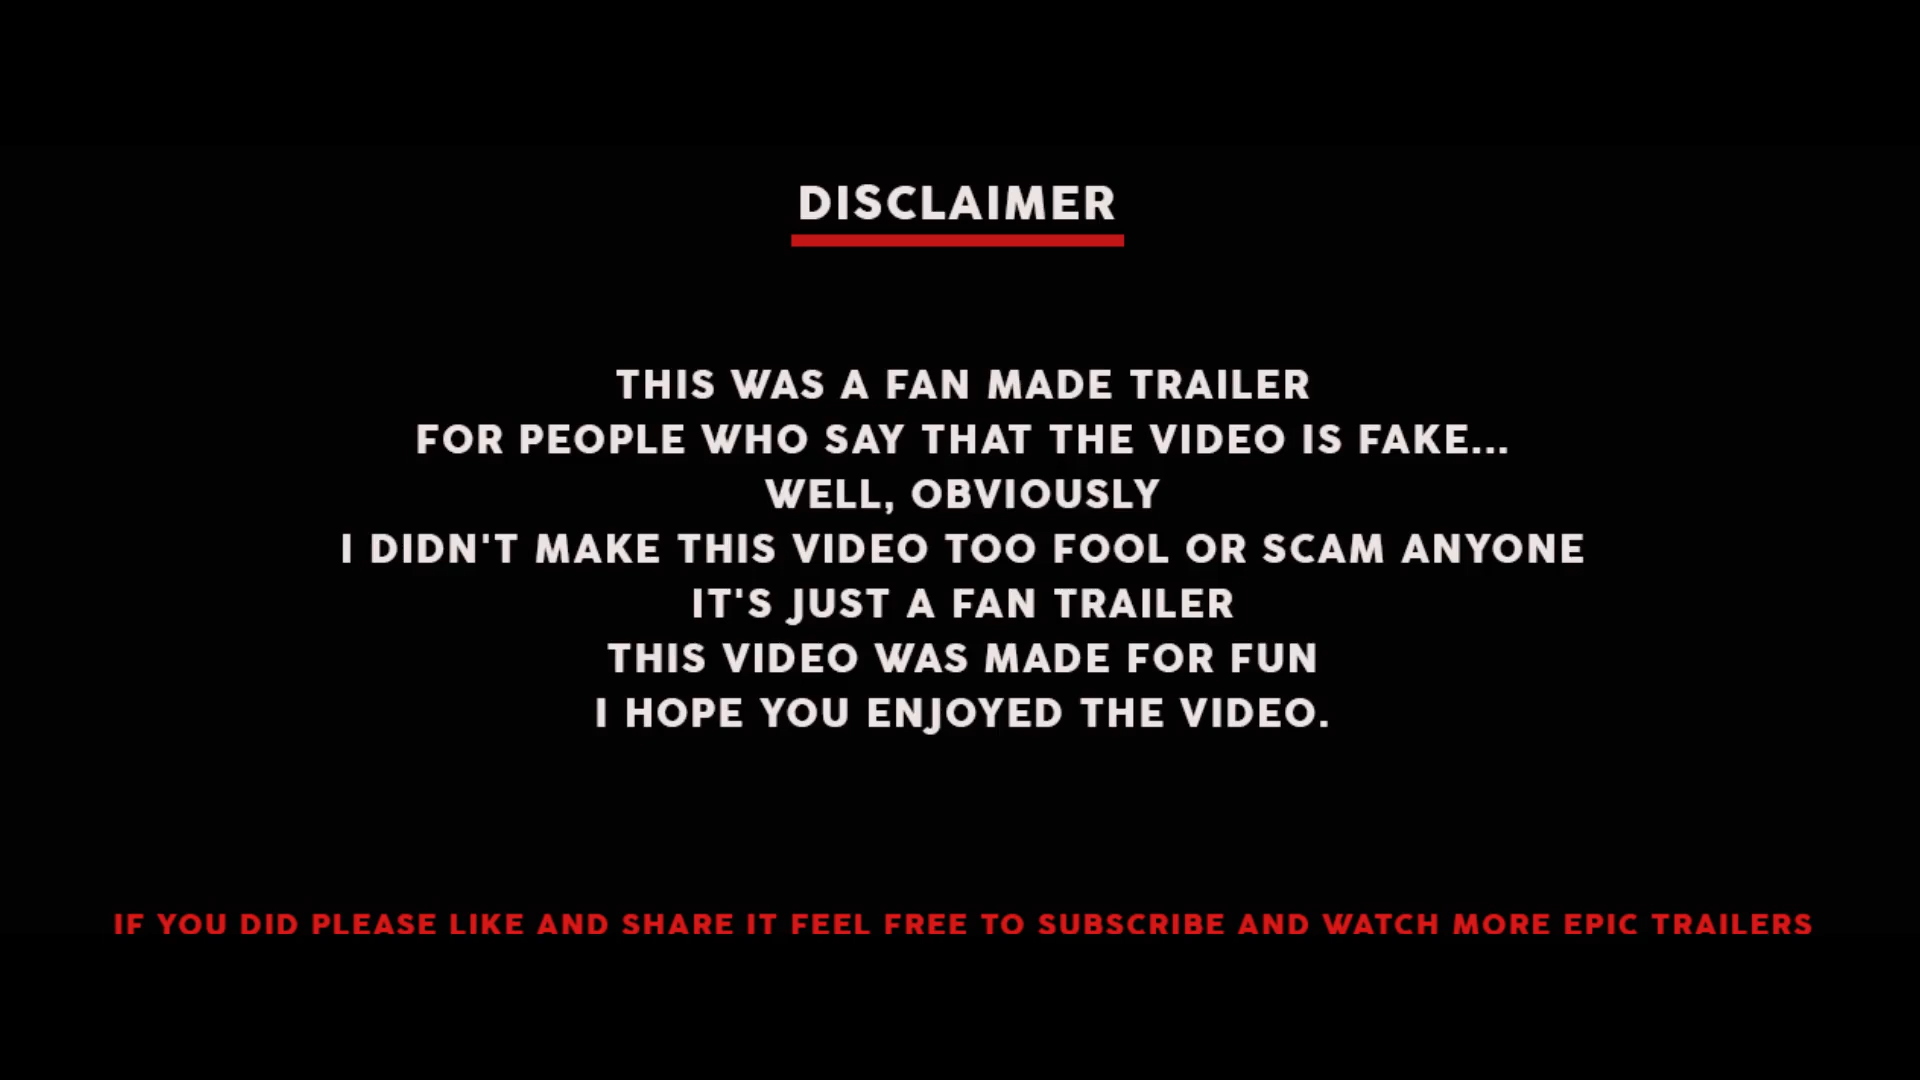 DISCLAIMER
THIS WAS A FAN MADE TRAILER
FOR PEOPLE WHO SAY THAT THE VIDEO IS FAKE...
WELL, OBVIOUSLY
I DIDN'T MAKE THIS VIDEO TOO FOOL OR SCAM ANYONE
IT'S JUST A FAN TRAILER
THIS VIDEO WAS MADE FOR FUN
I HOPE YOU ENJOYED THE VIDEO.
IF YOU DID PLEASE LIKE AND SHARE IT FEEL FREE TO SUBSCRIBE AND WATCH MORE EPIC TRAILERS